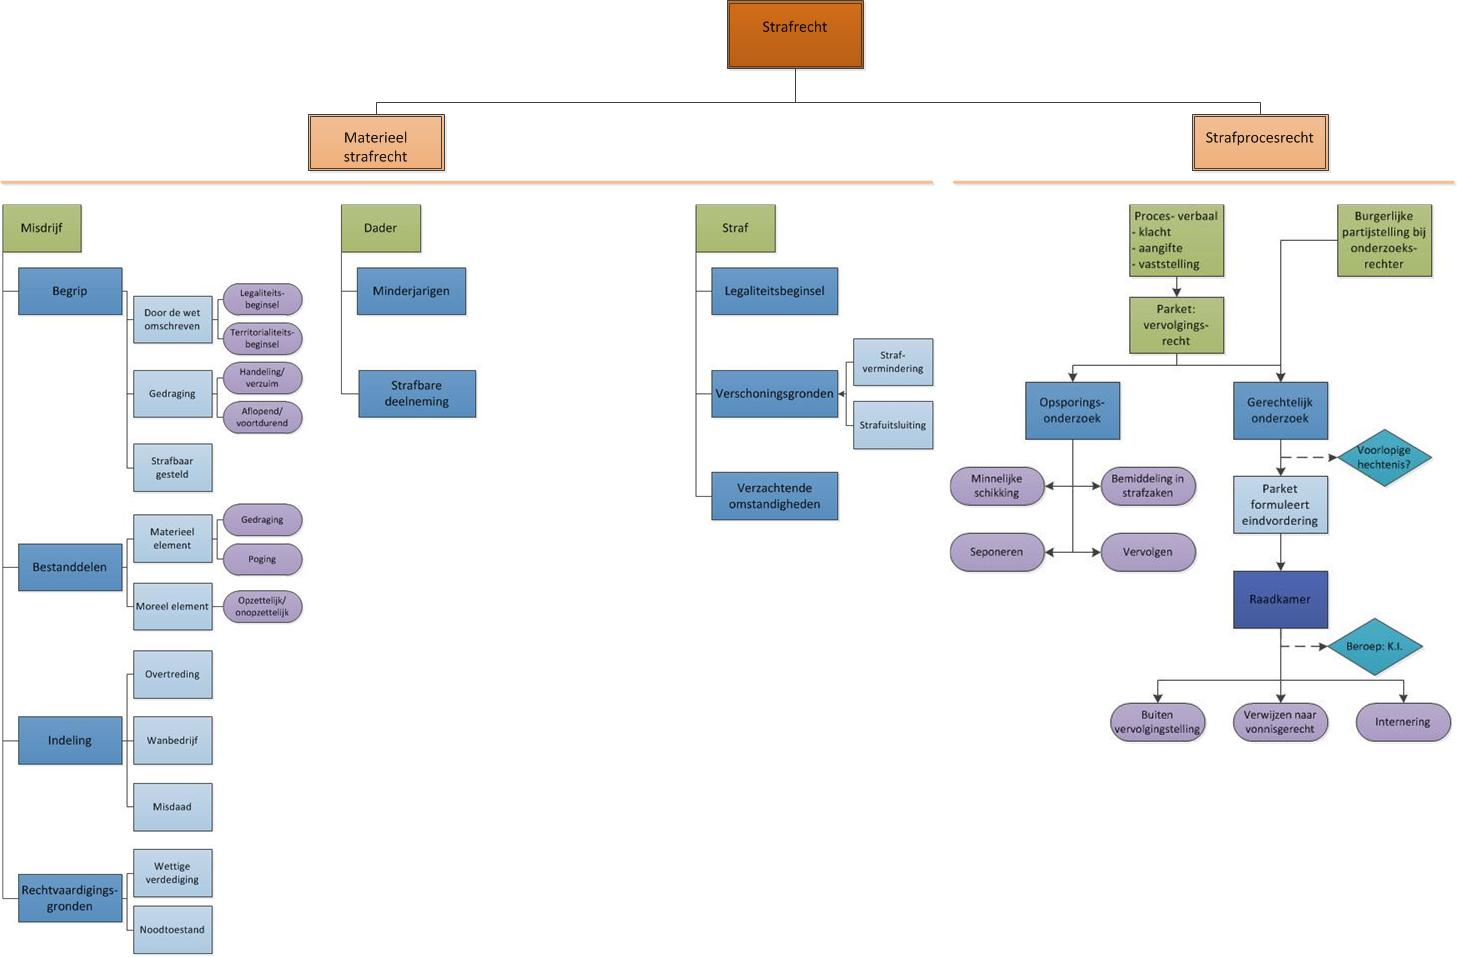 Strafrecht
Materieel
strafrecht
Strafprocesrecht
Misdrijf
Begrip
Door de wet
omschreven
Legaliteits-
beginsel
Territorialiteits-
beginsel
Gedraging
Handeling/
verzuim
Aflopend/
voortdurend
Strafbaar
gesteld
Bestanddelen
Materieel
element
Gedraging
Poging
Moreel element
Opzettelijk/
onopzettelijk
Indeling
Overtreding
Wanbedrijf
Misdaad
Rechtvaardigings-
gronden
Wettige
verdediging
Noodtoestand
Dader
Minderjarigen
Strafbare
deelneming
Straf
Legaliteitsbeginsel
Verschoningsgronden
Straf-
vermindering
Strafuitsluiting
Verzachtende
omstandigheden
Proces- verbaal
- klacht
- aangifte
- vaststelling
Burgerlijke
partijstelling bij
onderzoeks-
rechter
Parket:
vervolgings-
recht
Opsporings-
onderzoek
Minnelijke
schikking
Bemiddeling in
strafzaken
Seponeren
Vervolgen
Gerechtelijk
onderzoek
Voorlopige
hechtenis?
Parket
formuleert
eindvordering
Raadkamer
Beroep: K.I.
Buiten
vervolgingstelling
Verwijzen naar
vonnisgerecht
Internering